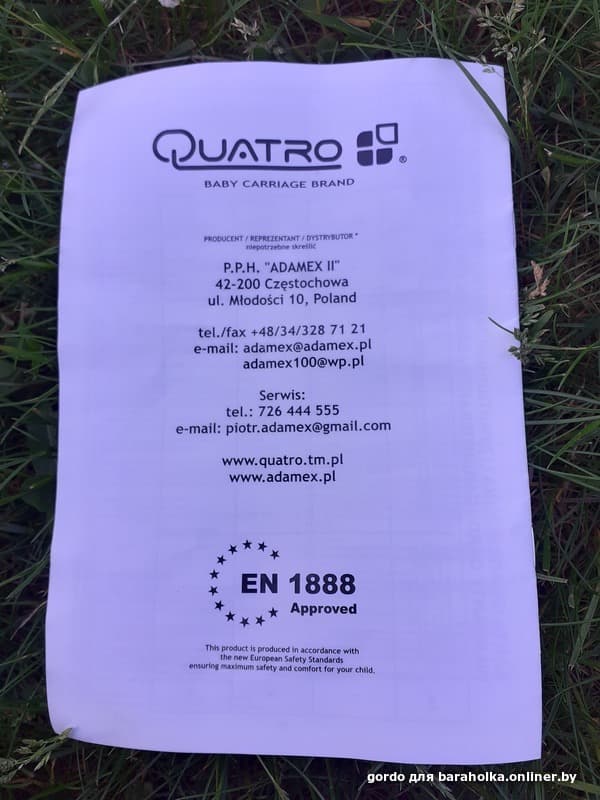 QUATRO ®
BABY CARRIAGE BRAND
PRODUCENT / REPREZENTANT / DYSTRYBUTOR *
niepotrzebne skreślić
P.P.H. "ADAMEX II"
42-200 Częstochowa
ul. Młodości 10, Poland
tel./fax +48/34/328 71 21
e-mail: adamex@adamex.pl
adamex100@wp.pl
Serwis:
tel.: 726 444 555
e-mail: piotr.adamex@gmail.com
www.quatro.tm.pl
www.adamex.pl
EN 1888
Approved
This product is produced in accordance with
the new European Safety Standards
ensuring maximum safety and comfort for your child.
gordo для baraholka.onliner.by